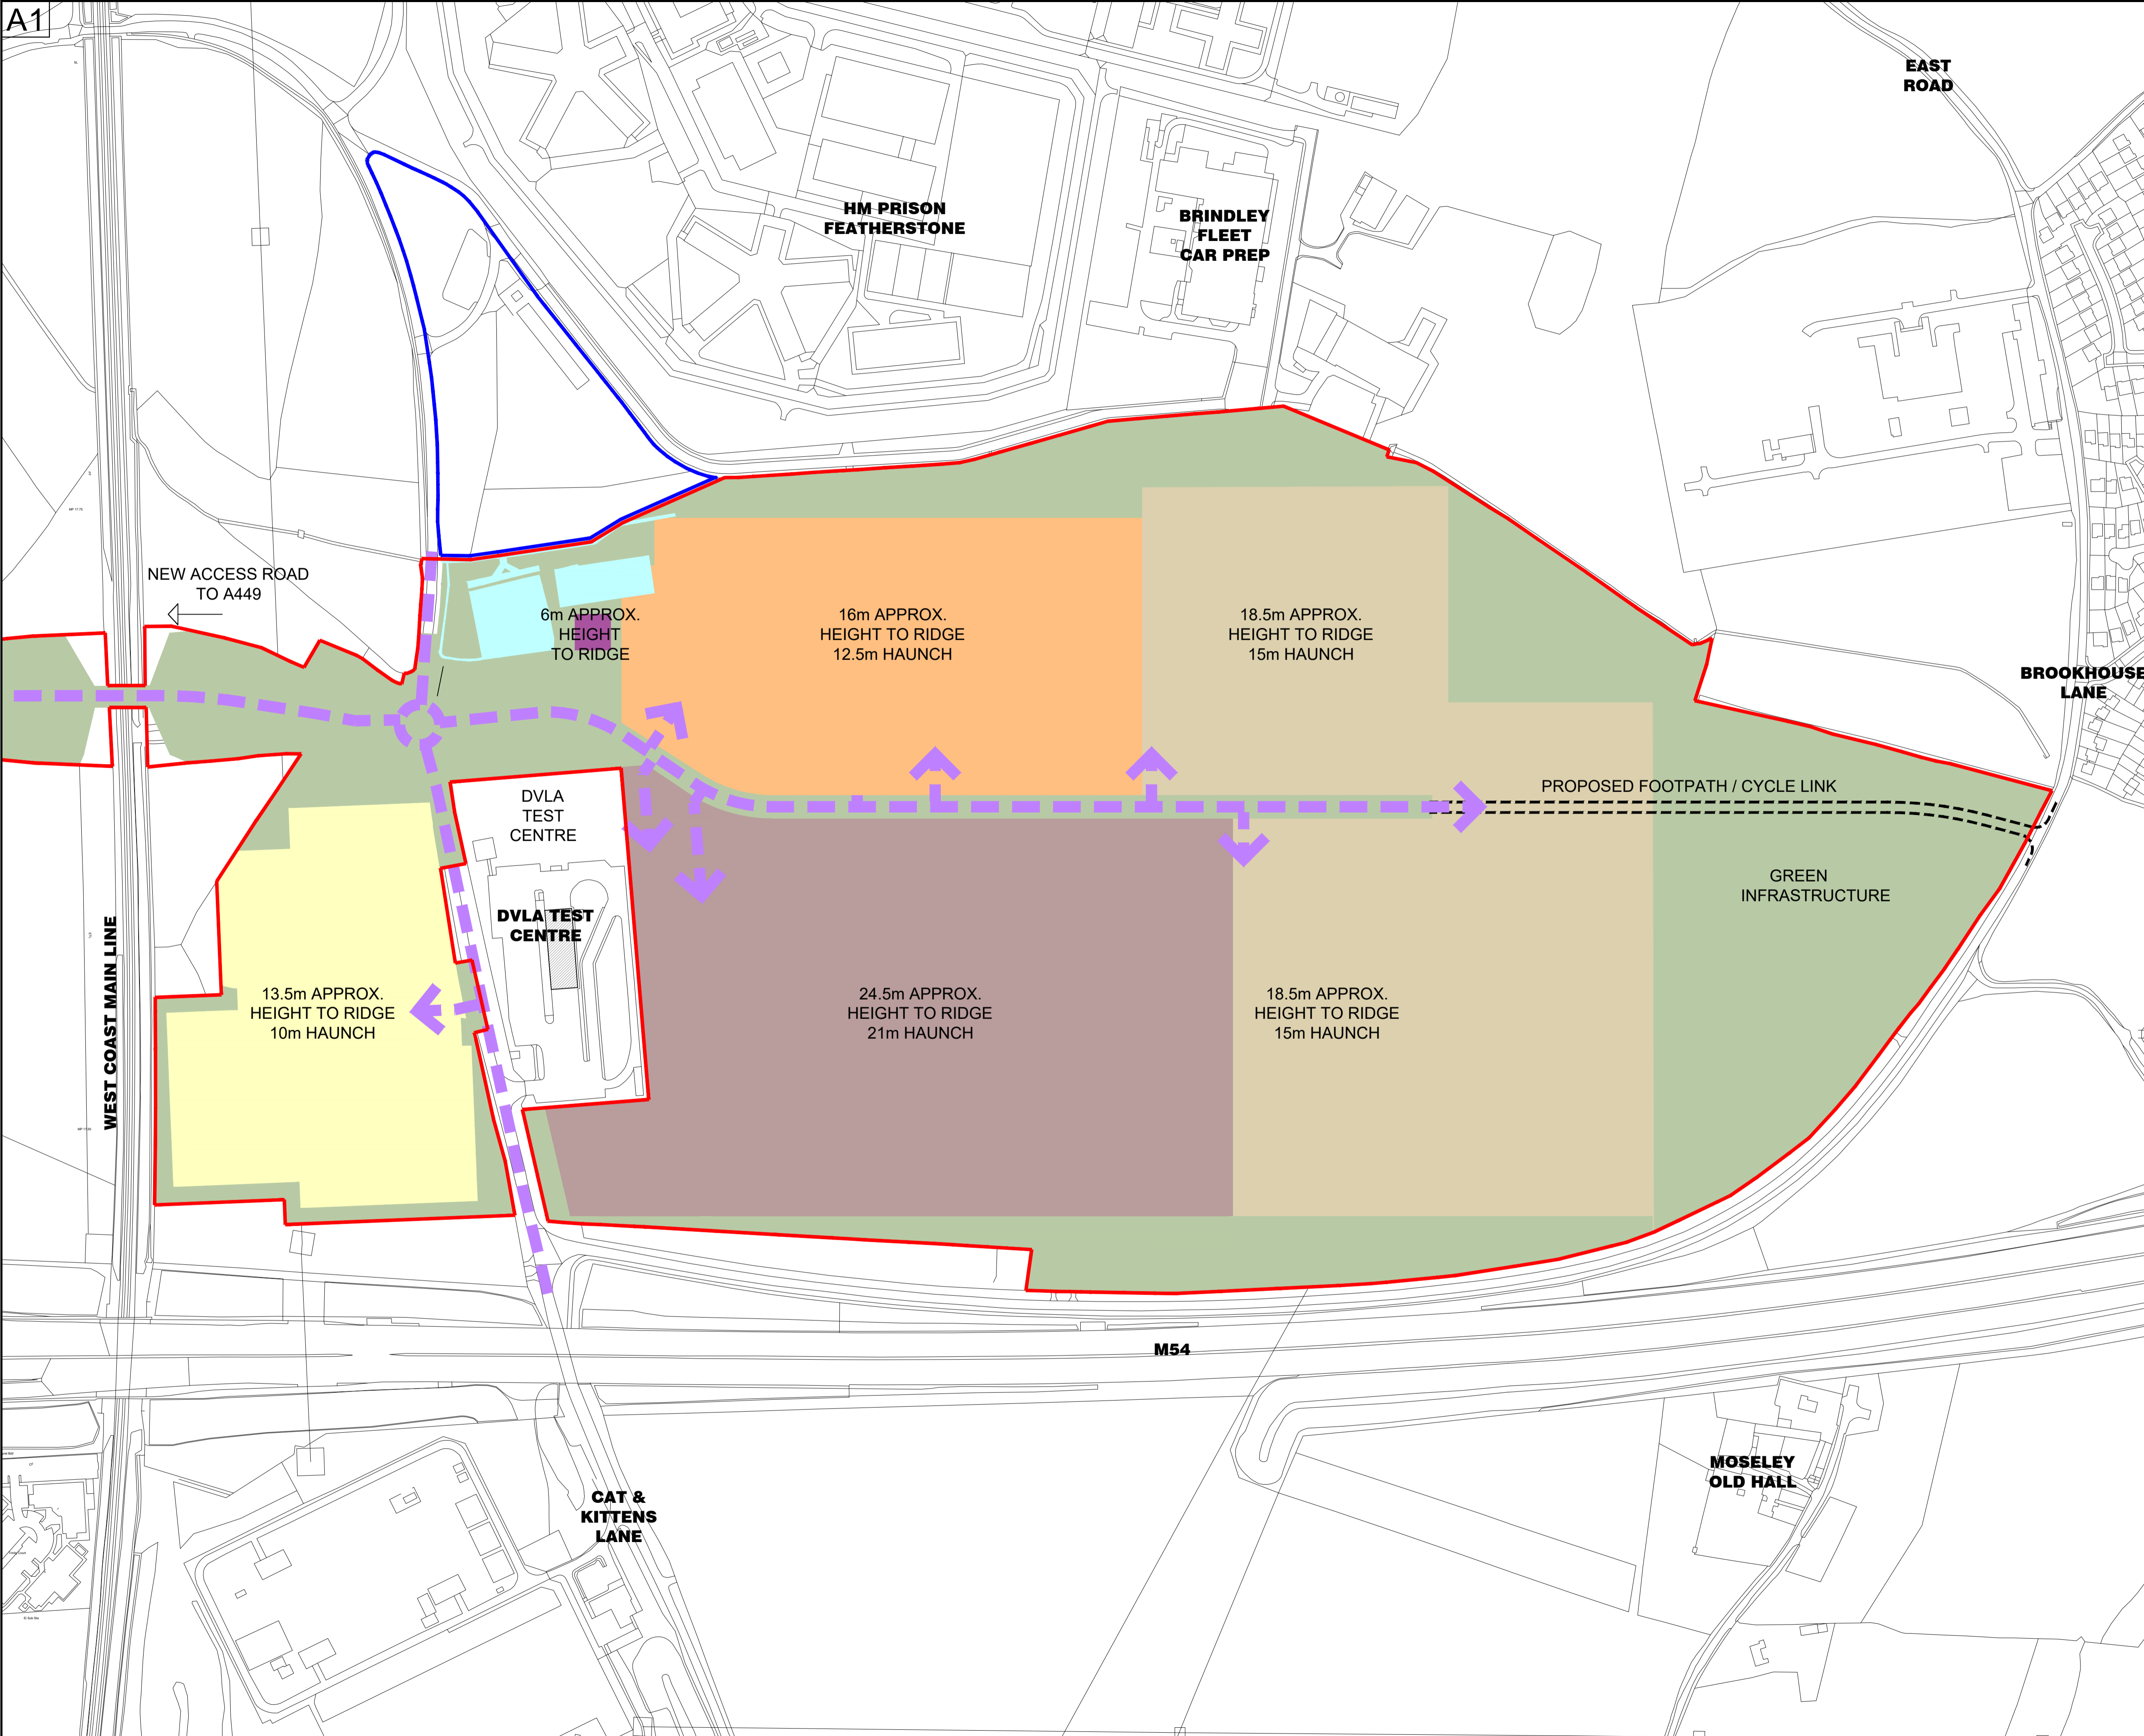 A1
EAST
ROAD
HM PRISON
FEATHERSTONE
BRINDLEY
FLEET
CAR PREP
NEW ACCESS ROAD
TO A449
6m APPROX.
HEIGHT
TO RIDGE
16m APPROX.
HEIGHT TO RIDGE
12.5m HAUNCH
18.5m APPROX.
HEIGHT TO RIDGE
15m HAUNCH
BROOKHOUSE
LANE
PROPOSED FOOTPATH / CYCLE LINK
DVLA
TEST
CENTRE
GREEN
INFRASTRUCTURE
DVLA TEST
CENTRE
WEST COAST MAIN LINE
13.5m APPROX.
HEIGHT TO RIDGE
10m HAUNCH
24.5m APPROX.
HEIGHT TO RIDGE
21m HAUNCH
18.5m APPROX.
HEIGHT TO RIDGE
15m HAUNCH
M54
MOSELEY
OLD HALL
CAT &
KITTENS
LANE